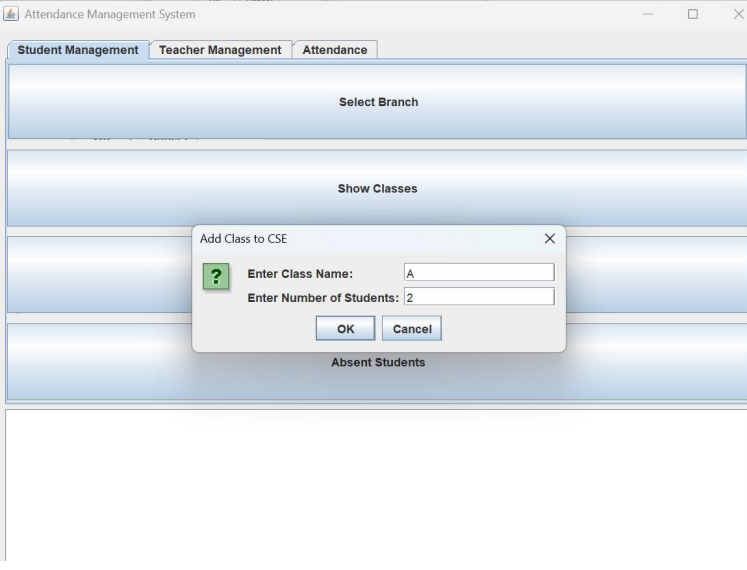 Attendance Management System
Student Management Teacher Management Attendance
Select Branch
Show Classes
Add Class to CSE
?
Enter Class Name: A
Enter Number of Students: 2
OK Cancel
Absent Students